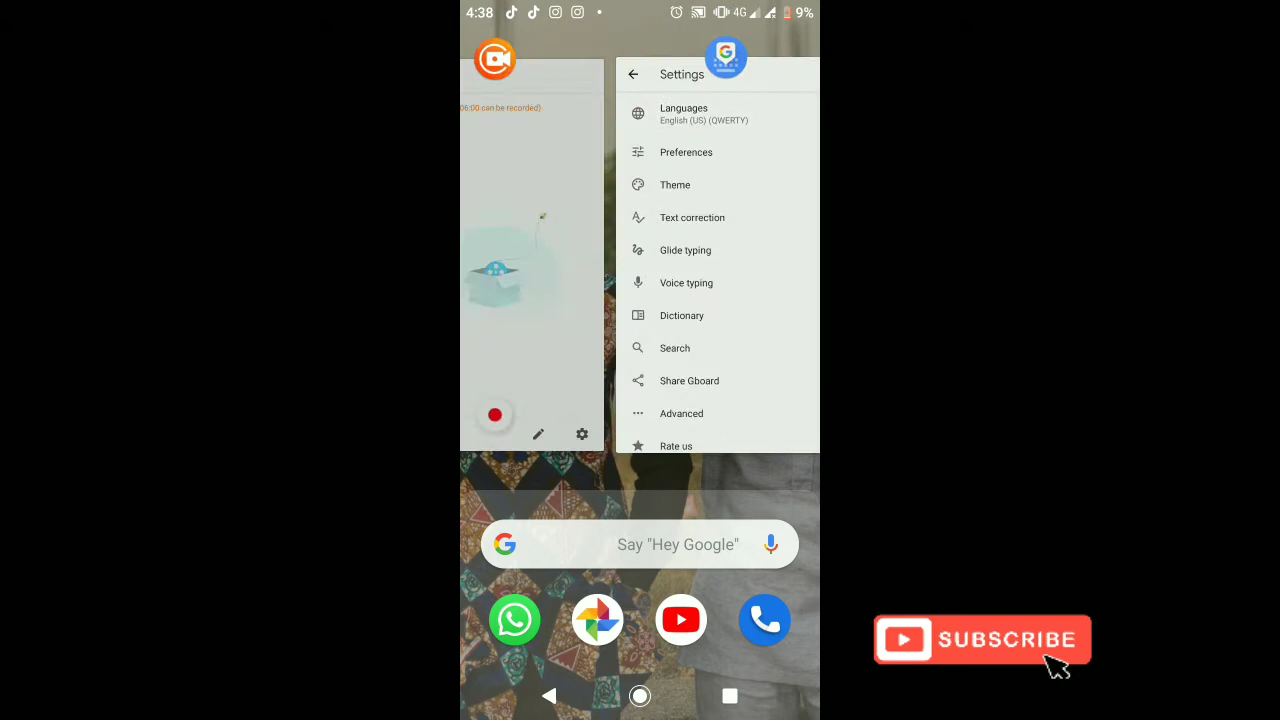 4:38
4G
9%
06:00 can be recorded)
Settings
Languages
English (US) (QWERTY)
Preferences
Theme
Text correction
Glide typing
Voice typing
Dictionary
Search
Share Gboard
Advanced
Rate us
Say "Hey Google"
SUBSCRIBE